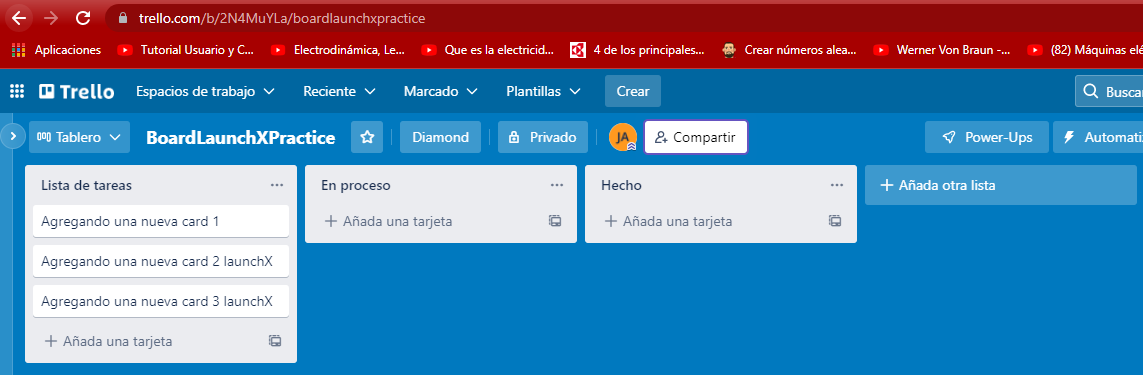 trello.com/b/2N4MuYLa/boardlaunchxpractice
Aplicaciones Tutorial Usuario y C... Electrodinámica, Le... Que es la electricid... 4 de los principales... Crear números alea... Werner Von Braun -... (82) Máquinas elé
Trello Espacios de trabajo Reciente Marcado Plantillas Crear Buscar
Tablero BoardLaunchXPractice Diamond Privado JA Compartir Power-Ups Automatiz
Lista de tareas ... En proceso ... Hecho ... + Añada otra lista
Agregando una nueva card 1 + Añada una tarjeta + Añada una tarjeta
Agregando una nueva card 2 launchX
Agregando una nueva card 3 launchX
+ Añada una tarjeta